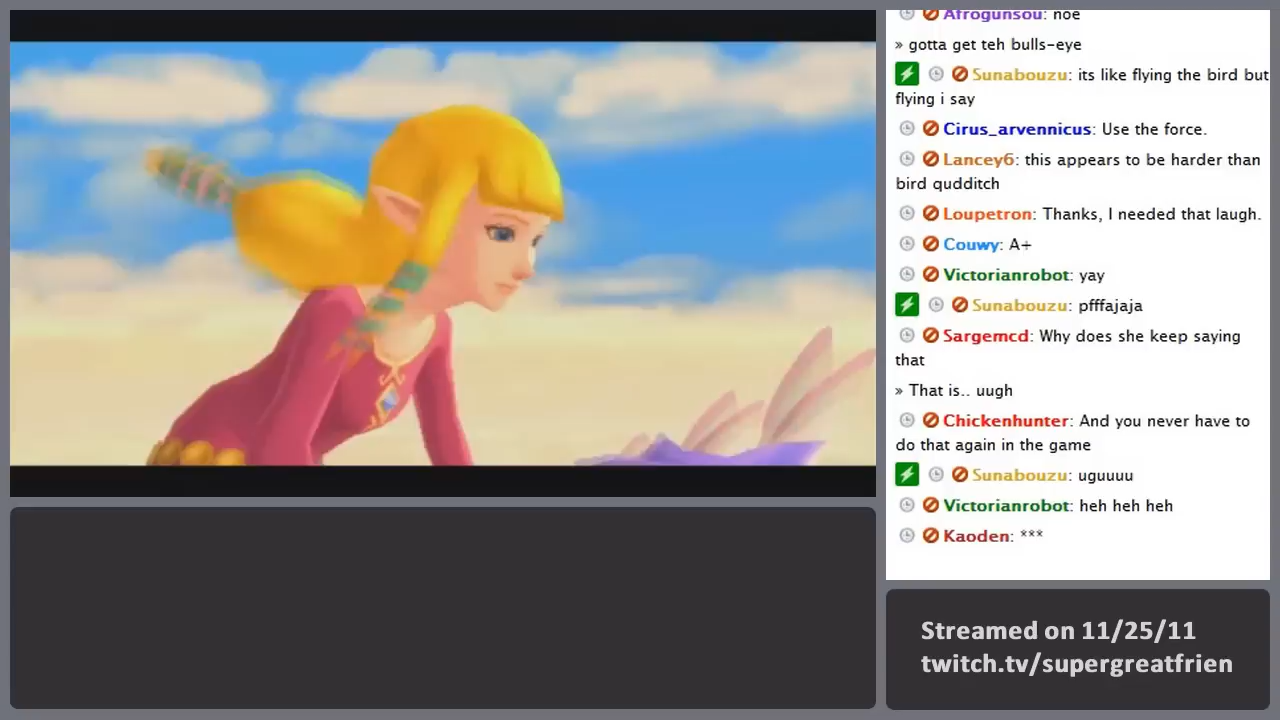 Afrogunsou: noe
» gotta get teh bulls-eye
Sunabouzu: its like flying the bird but
flying i say
Cirus_arvennicus: Use the force.
Lancey6: this appears to be harder than
bird qudditch
Loupetron: Thanks, I needed that laugh.
Couwy: A+
Victorianrobot: yay
Sunabouzu: pfffajaja
Sargemcd: Why does she keep saying
that
» That is.. uugh
Chickenhunter: And you never have to
do that again in the game
Sunabouzu: uguuuu
Victorianrobot: heh heh heh
Kaoden: ***
Streamed on 11/25/11
twitch.tv/supergreatfrien